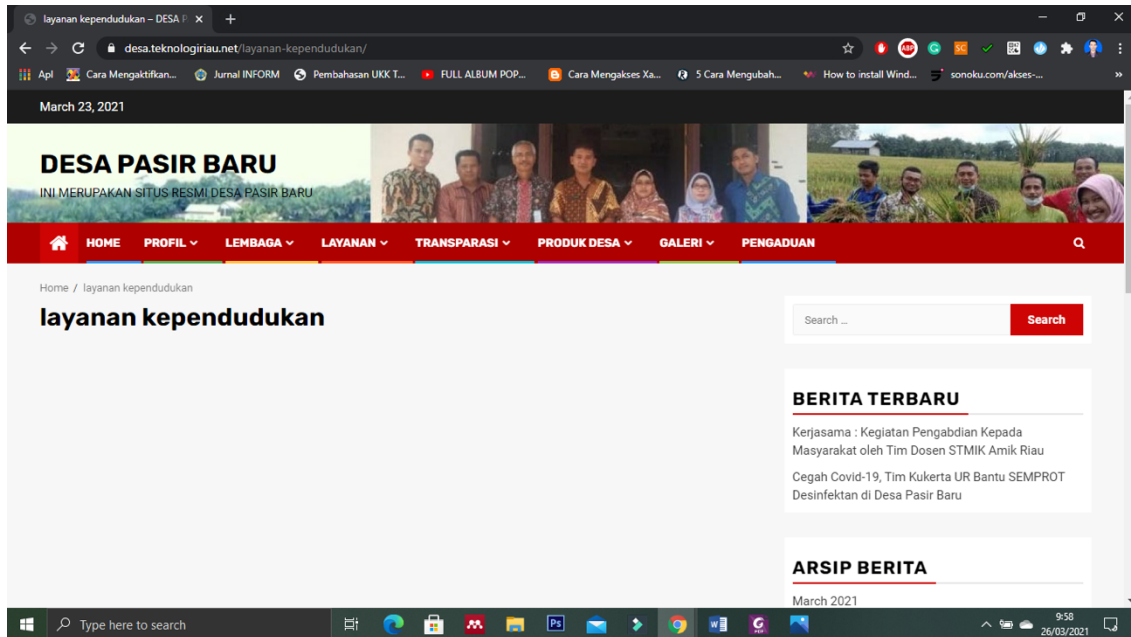 layanan kependudukan – DESA P
desa.teknologiriau.net/layanan-kependudukan/
ABP
SC
Apl
Cara Mengaktifkan...
Jurnal INFORM
Pembahasan UKK T...
FULL ALBUM POP...
Cara Mengakses Xa...
5 Cara Mengubah...
How to install Wind...
sonoku.com/akses-...
»
March 23, 2021
DESA PASIR BARU
INI MERUPAKAN SITUS RESMI DESA PASIR BARU
HOME
PROFIL
LEMBAGA
LAYANAN
TRANSPARASI
PRODUK DESA
GALERI
PENGADUAN
Home / layanan kependudukan
layanan kependudukan
Search ...
Search
BERITA TERBARU
Kerjasama : Kegiatan Pengabdian Kepada
Masyarakat oleh Tim Dosen STMIK Amik Riau
Cegah Covid-19, Tim Kukerta UR Bantu SEMPROT
Desinfektan di Desa Pasir Baru
ARSIP BERITA
March 2021
Type here to search
Ps
9:58
26/03/2021